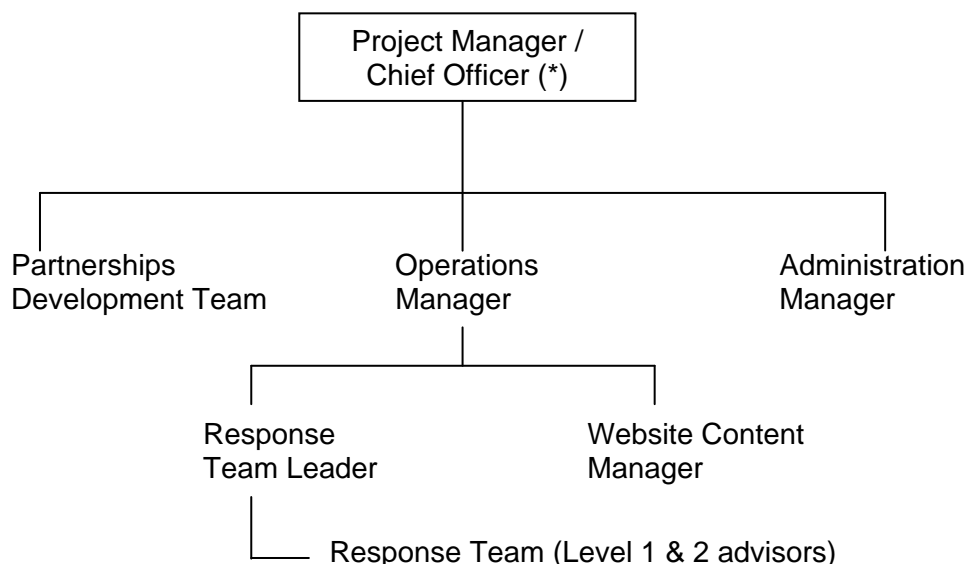 Project Manager /
Chief Officer (*)
Partnerships
Development Team
Operations
Manager
Administration
Manager
Response
Team Leader
Website Content
Manager
Response Team (Level 1 & 2 advisors)